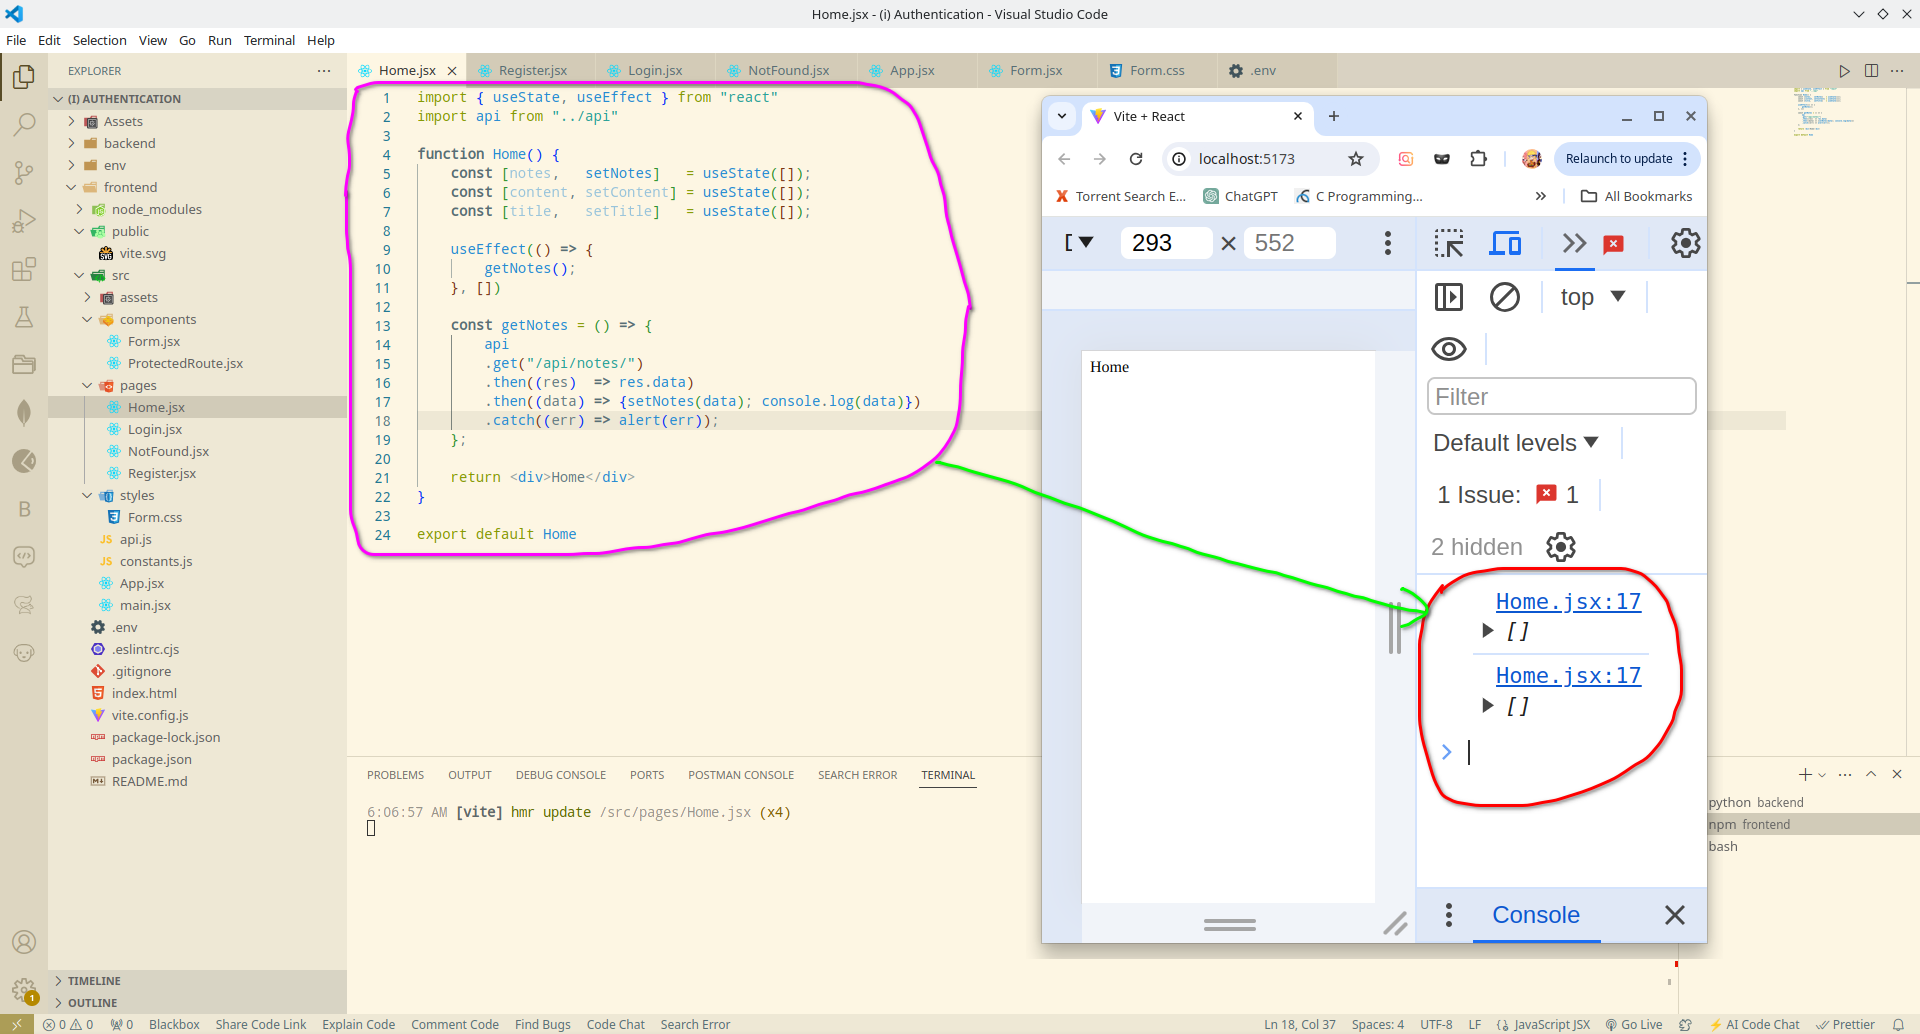 Home.jsx - (i) Authentication - Visual Studio Code
File Edit Selection View Go Run Terminal Help
EXPLORER
(I) AUTHENTICATION
Assets
backend
env
frontend
node_modules
public
vite.svg
src
assets
components
Form.jsx
ProtectedRoute.jsx
pages
Home.jsx
Login.jsx
NotFound.jsx
Register.jsx
styles
Form.css
JS api.js
JS constants.js
App.jsx
main.jsx
.env
.eslintrc.cjs
.gitignore
index.html
vite.config.js
package-lock.json
package.json
README.md
TIMELINE
OUTLINE
Home.jsx Register.jsx Login.jsx NotFound.jsx App.jsx Form.jsx Form.css .env
1 import { useState, useEffect } from "react"
2 import api from "../api"
3
4 function Home() {
5 const [notes, setNotes] = useState([]);
6 const [content, setContent] = useState([]);
7 const [title, setTitle] = useState([]);
8
9 useEffect(() => {
10 getNotes();
11 }, [])
12
13 const getNotes = () => {
14 api
15 .get("/api/notes/")
16 .then((res) => res.data)
17 .then((data) => {setNotes(data); console.log(data)})
18 .catch((err) => alert(err));
19 };
20
21 return <div>Home</div>
22 }
23
24 export default Home
Vite + React
localhost:5173
Relaunch to update
Torrent Search E... ChatGPT C Programming... » All Bookmarks
293 × 552
top
Home
Filter
Default levels
1 Issue: 1
2 hidden
Home.jsx:17
[]
Home.jsx:17
[]
>
Console
PROBLEMS OUTPUT DEBUG CONSOLE PORTS POSTMAN CONSOLE SEARCH ERROR TERMINAL
6:06:57 AM [vite] hmr update /src/pages/Home.jsx (x4)
python backend
npm frontend
bash
1
0 0 0 Blackbox Share Code Link Explain Code Comment Code Find Bugs Code Chat Search Error Ln 18, Col 37 Spaces: 4 UTF-8 LF JavaScript JSX Go Live AI Code Chat Prettier